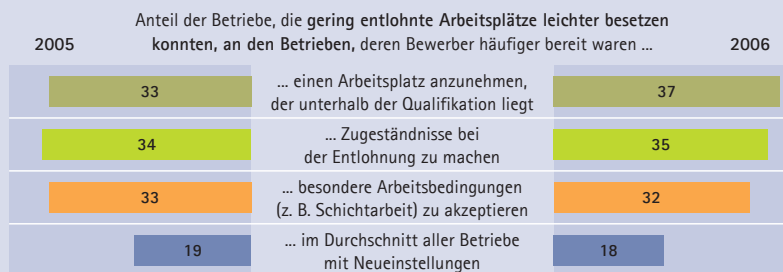 Anteil der Betriebe, die gering entlohnte Arbeitsplätze leichter besetzen
2005 konnten, an den Betrieben, deren Bewerber häufiger bereit waren ... 2006
33 ... einen Arbeitsplatz anzunehmen, 37
der unterhalb der Qualifikation liegt
34 ... Zugeständnisse bei 35
der Entlohnung zu machen
33 ... besondere Arbeitsbedingungen 32
(z. B. Schichtarbeit) zu akzeptieren
19 ... im Durchschnitt aller Betriebe 18
mit Neueinstellungen